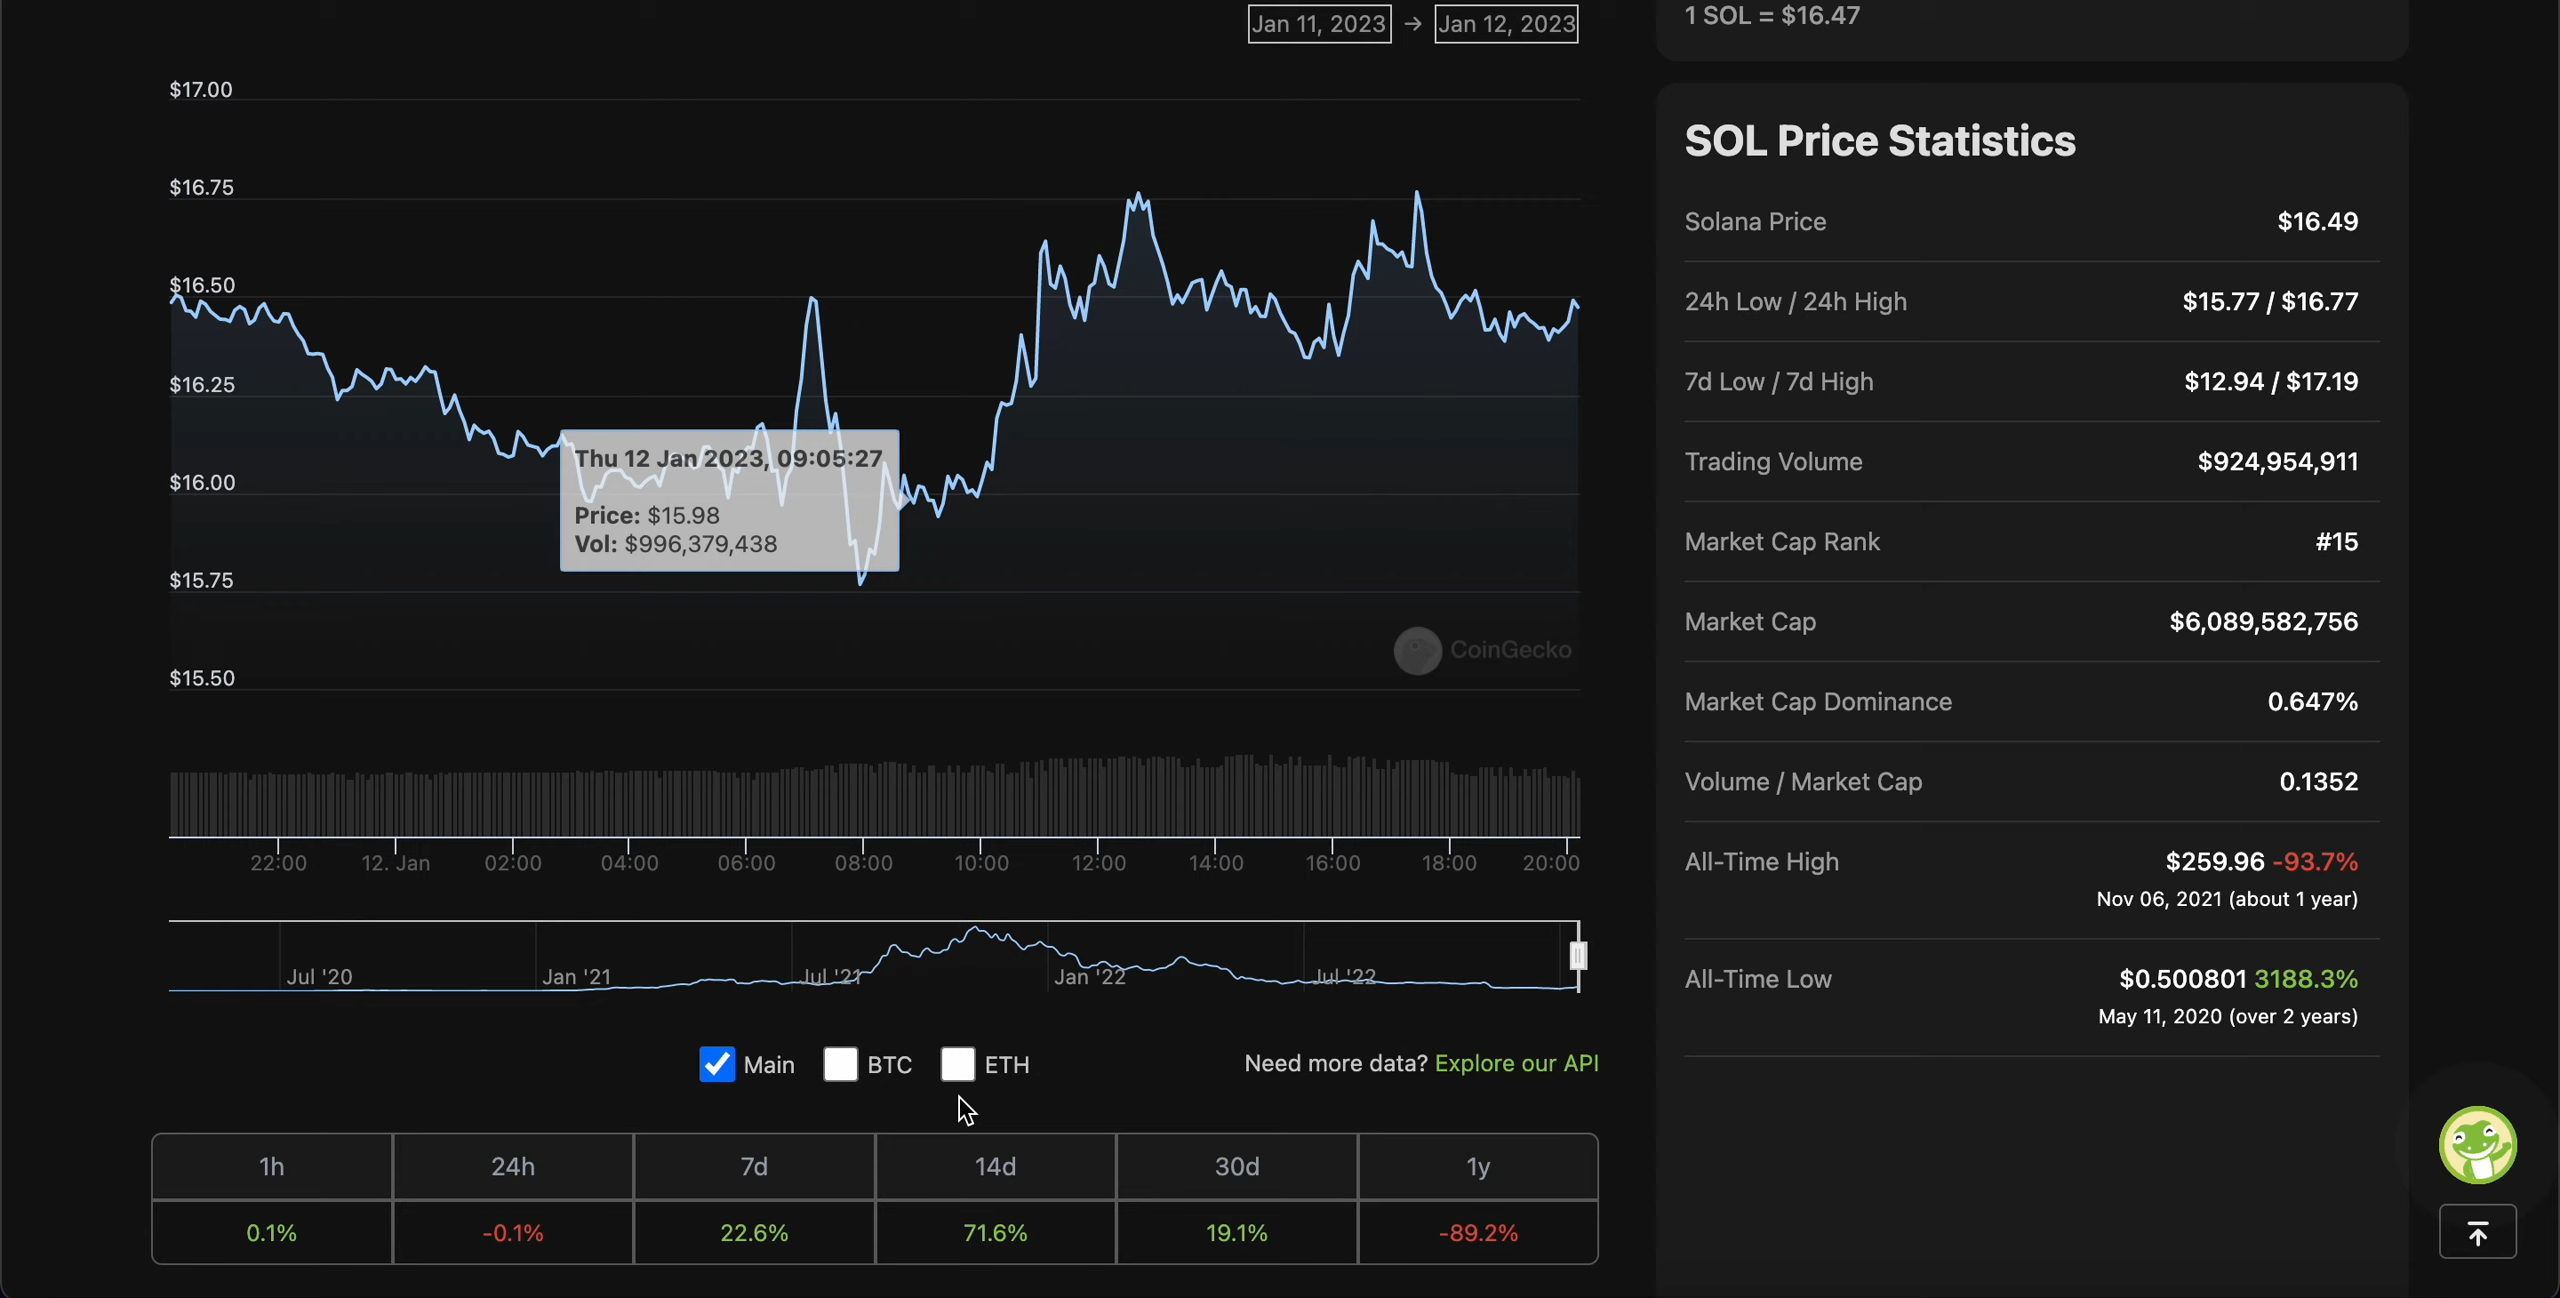 Jan 11, 2023 → Jan 12, 2023
1 SOL = $16.47
$17.00
$16.75
$16.50
$16.25
$16.00
$15.75
$15.50
Thu 12 Jan 2023, 09:05:27
Price: $15.98
Vol: $996,379,438
CoinGecko
22:00 12. Jan 02:00 04:00 06:00 08:00 10:00 12:00 14:00 16:00 18:00 20:00
Jul '20 Jan '21 Jul '21 Jan '22 Jul '22
Main BTC ETH
Need more data? Explore our API
1h 24h 7d 14d 30d 1y
0.1% -0.1% 22.6% 71.6% 19.1% -89.2%
SOL Price Statistics
Solana Price $16.49
24h Low / 24h High $15.77 / $16.77
7d Low / 7d High $12.94 / $17.19
Trading Volume $924,954,911
Market Cap Rank #15
Market Cap $6,089,582,756
Market Cap Dominance 0.647%
Volume / Market Cap 0.1352
All-Time High $259.96 -93.7%
Nov 06, 2021 (about 1 year)
All-Time Low $0.500801 3188.3%
May 11, 2020 (over 2 years)